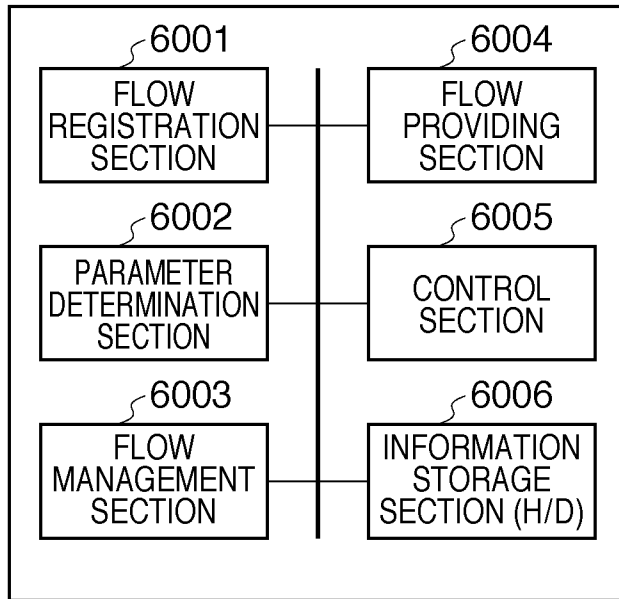 6001
FLOW
REGISTRATION
SECTION
6004
FLOW
PROVIDING
SECTION
6002
PARAMETER
DETERMINATION
SECTION
6005
CONTROL
SECTION
6003
FLOW
MANAGEMENT
SECTION
6006
INFORMATION
STORAGE
SECTION (H/D)